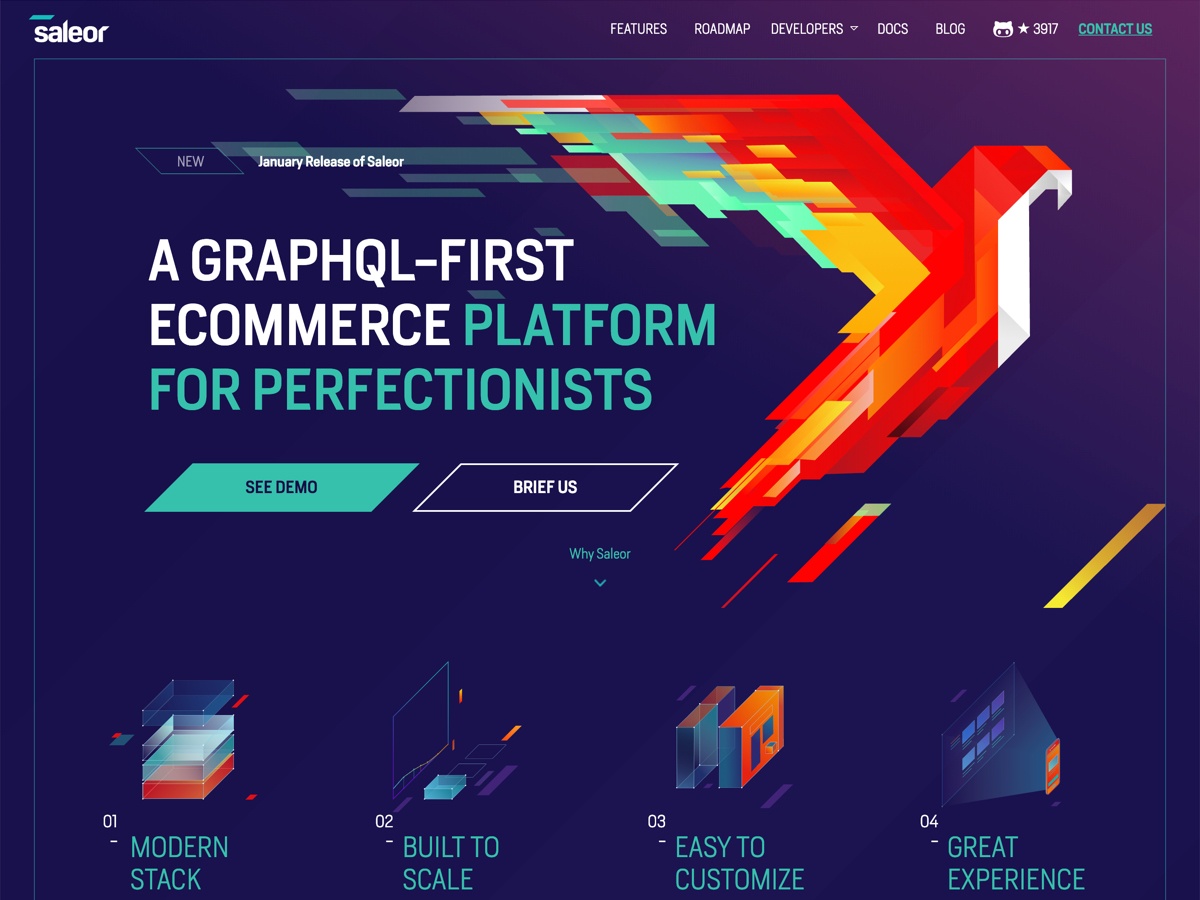 saleor
FEATURES
ROADMAP
DEVELOPERS
DOCS
BLOG
★ 3917
CONTACT US
NEW
January Release of Saleor
A GRAPHQL–FIRST
ECOMMERCE PLATFORM
FOR PERFECTIONISTS
SEE DEMO
BRIEF US
Why Saleor
01
–
MODERN
STACK
02
–
BUILT TO
SCALE
03
–
EASY TO
CUSTOMIZE
04
–
GREAT
EXPERIENCE